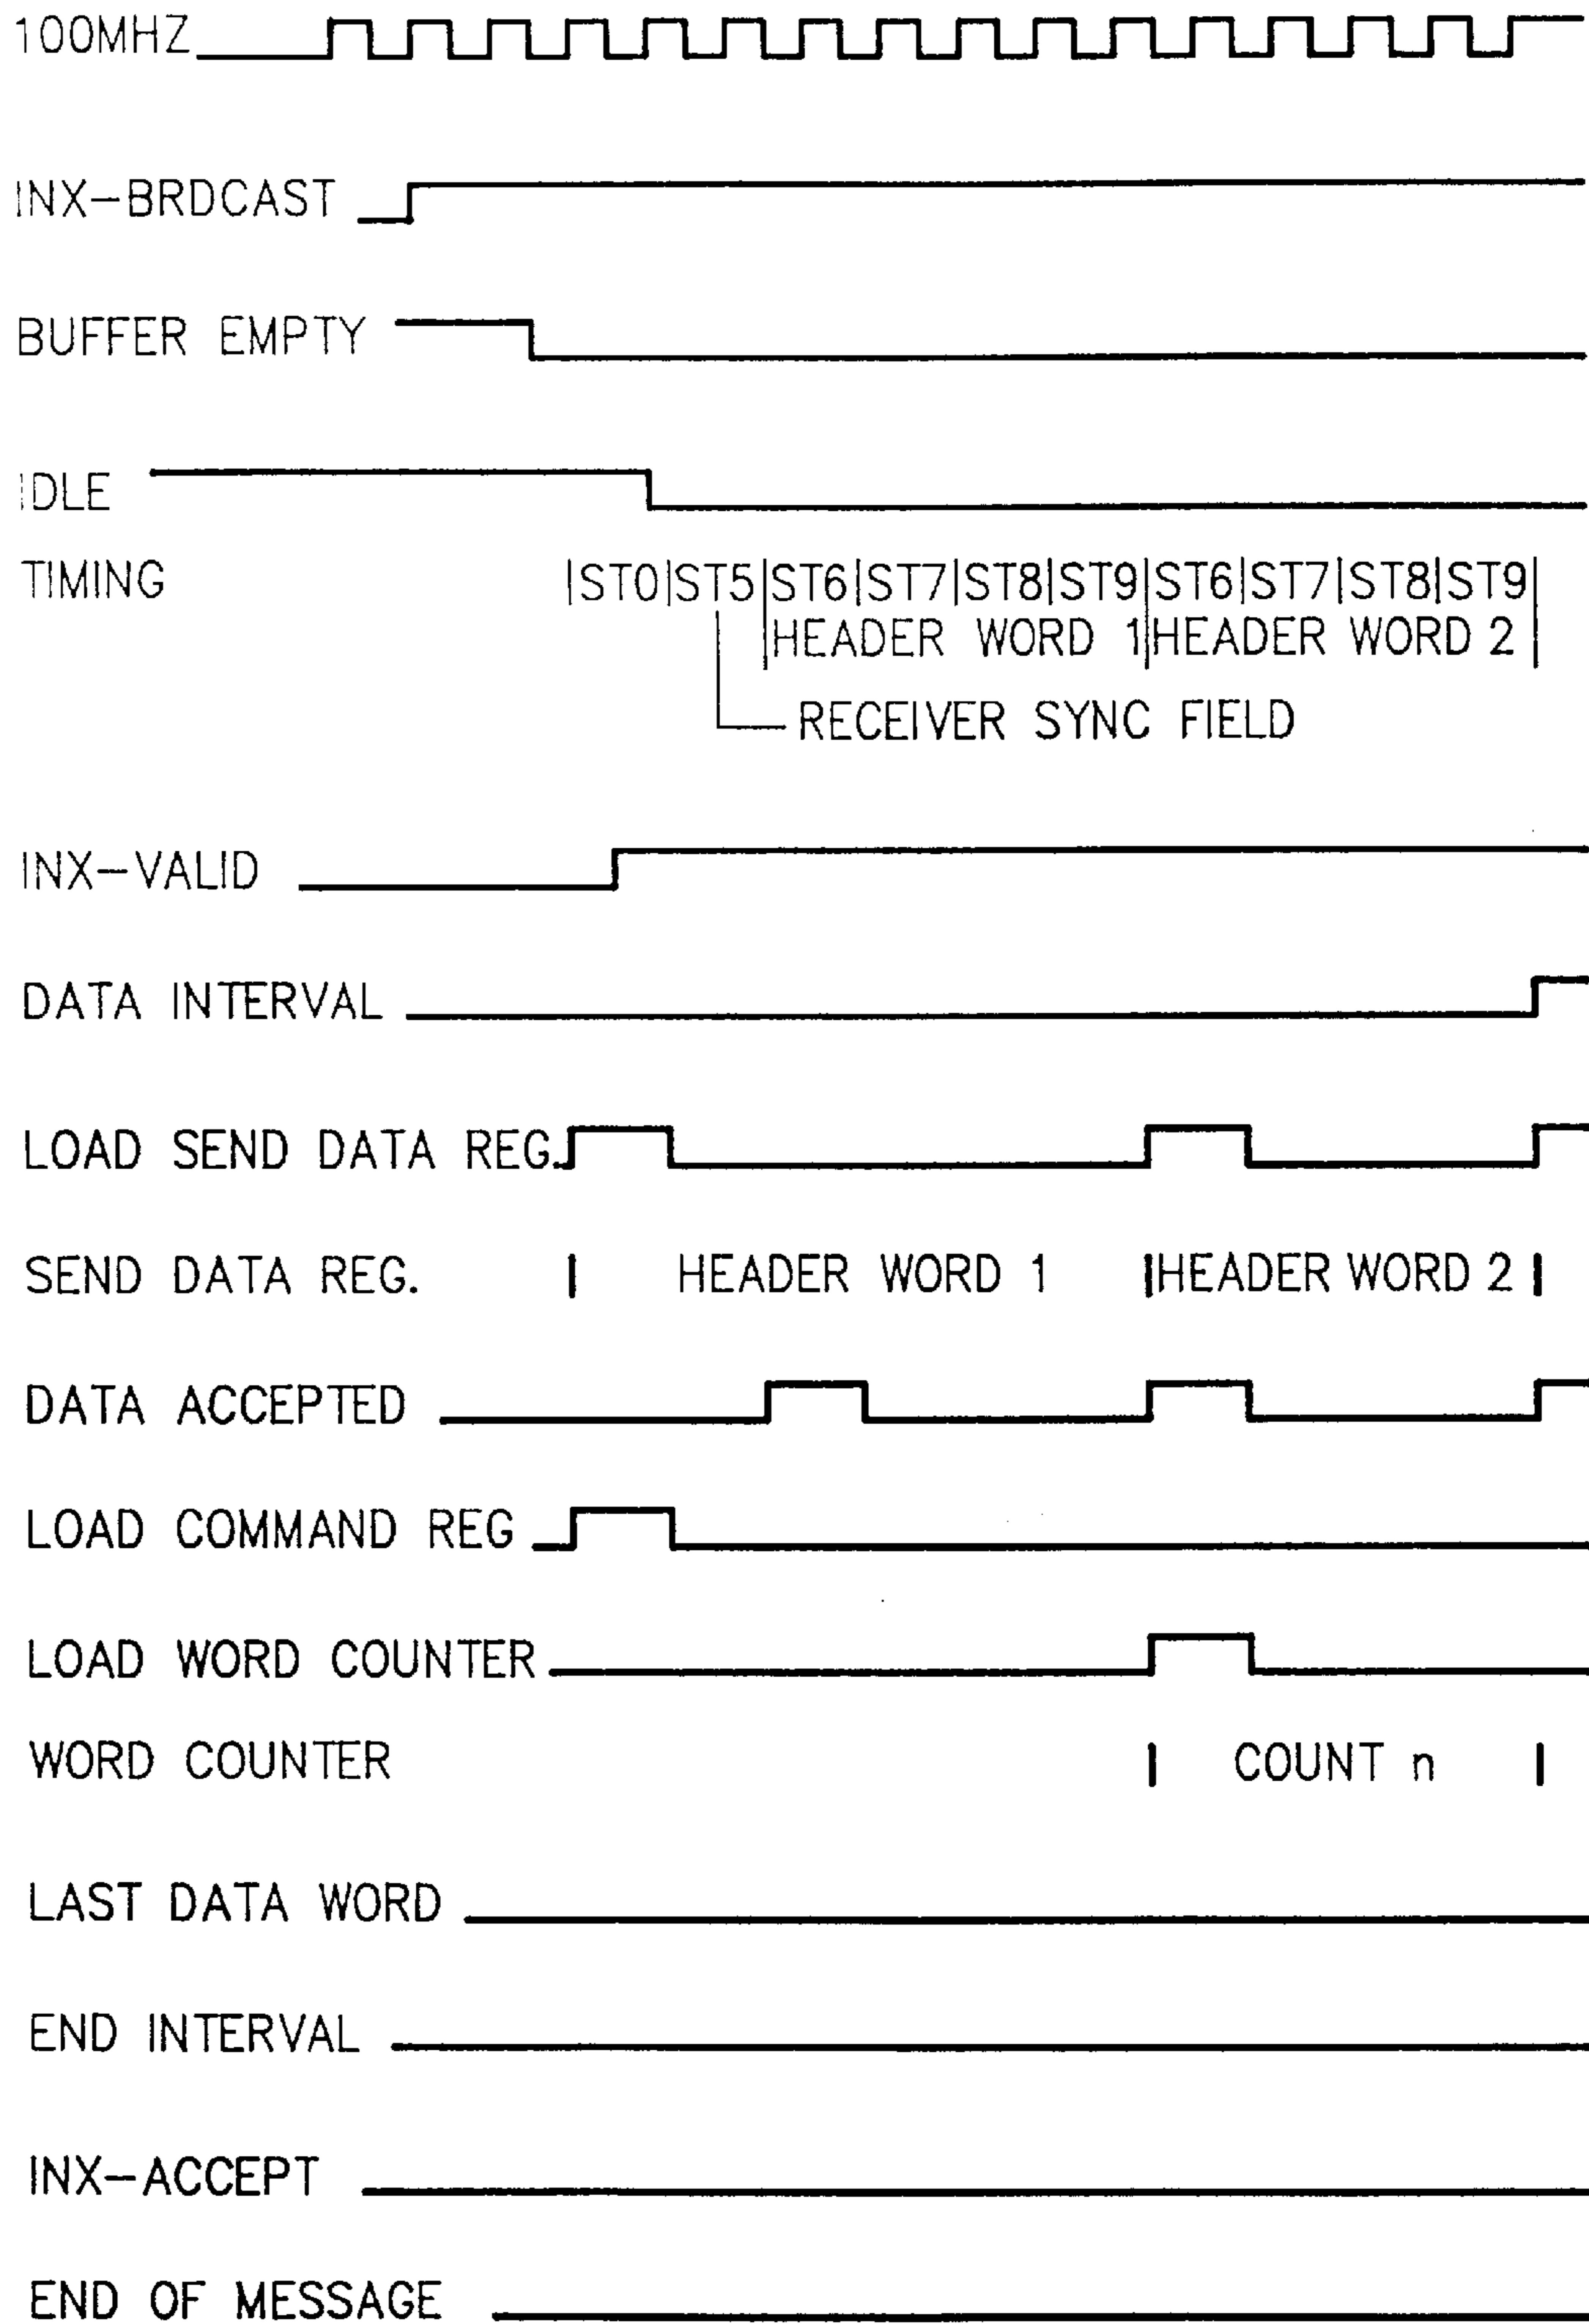 100MHZ
INX-BRDCAST
BUFFER EMPTY
IDLE
TIMING |ST0|ST5|ST6|ST7|ST8|ST9|ST6|ST7|ST8|ST9|
HEADER WORD 1 HEADER WORD 2
RECEIVER SYNC FIELD
INX-VALID
DATA INTERVAL
LOAD SEND DATA REG.
SEND DATA REG. HEADER WORD 1 HEADER WORD 2
DATA ACCEPTED
LOAD COMMAND REG
LOAD WORD COUNTER
WORD COUNTER COUNT n
LAST DATA WORD
END INTERVAL
INX-ACCEPT
END OF MESSAGE